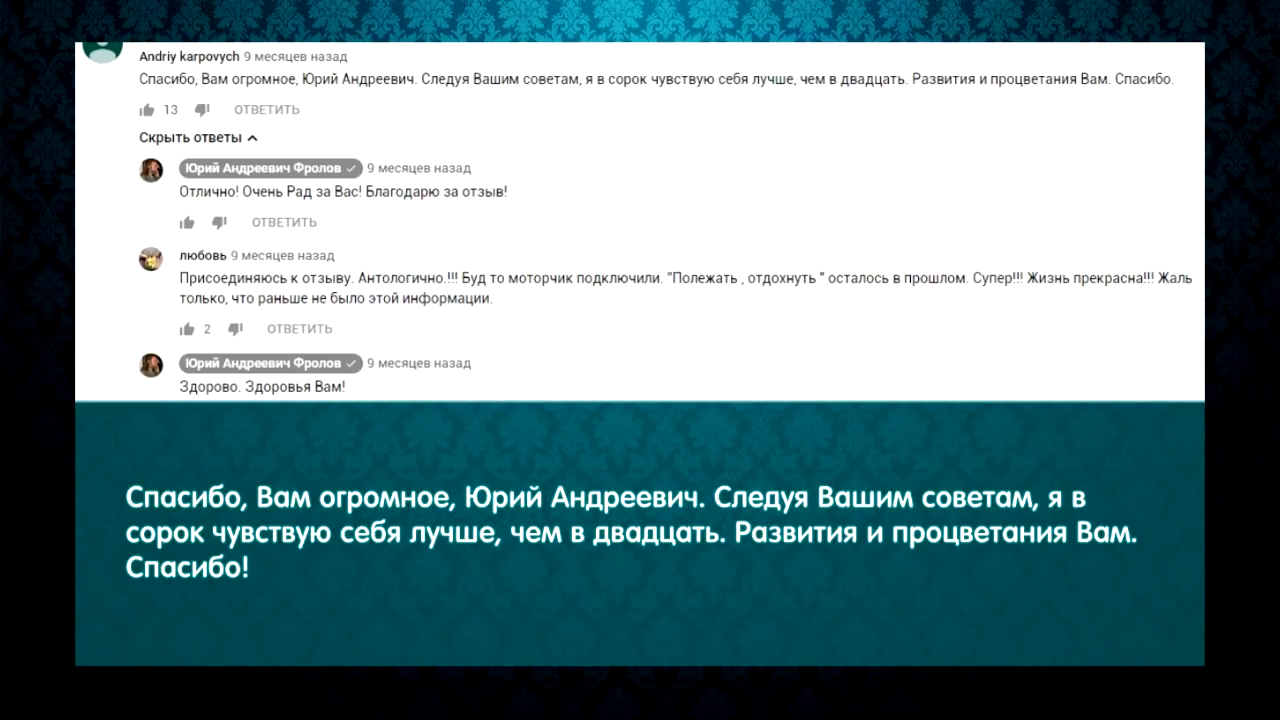 Andriy karpovych 9 месяцев назад
Спасибо, Вам огромное, Юрий Андреевич. Следуя Вашим советам, я в сорок чувствую себя лучше, чем в двадцать. Развития и процветания Вам. Спасибо.
13 ОТВЕТИТЬ
Скрыть ответы
Юрий Андреевич Фролов 9 месяцев назад
Отлично! Очень Рад за Вас! Благодарю за отзыв!
ОТВЕТИТЬ
любовь 9 месяцев назад
Присоединяюсь к отзыву. Антологично.!!! Буд то моторчик подключили. "Полежать , отдохнуть " осталось в прошлом. Супер!!! Жизнь прекрасна!!! Жаль
только, что раньше не было этой информации.
2 ОТВЕТИТЬ
Юрий Андреевич Фролов 9 месяцев назад
Здорово. Здоровья Вам!
Спасибо, Вам огромное, Юрий Андреевич. Следуя Вашим советам, я в
сорок чувствую себя лучше, чем в двадцать. Развития и процветания Вам.
Спасибо!